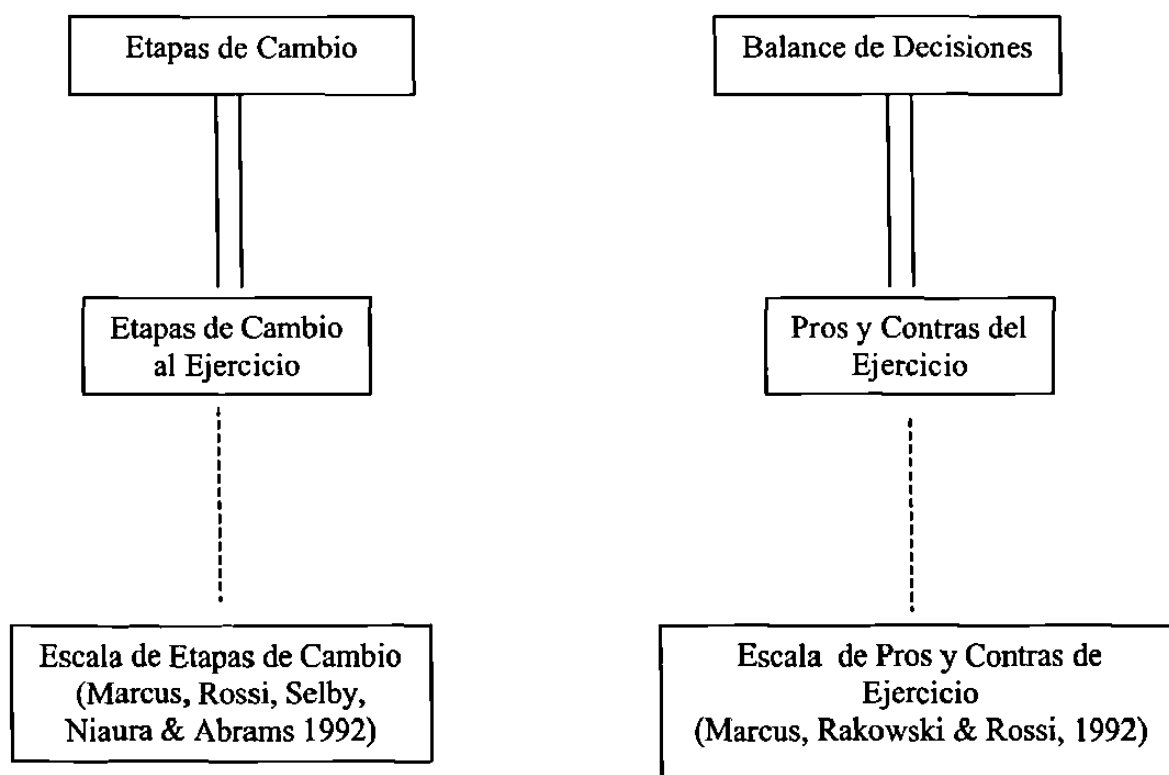 Etapas de Cambio
Balance de Decisiones
Etapas de Cambio
al Ejercicio
Pros y Contras del
Ejercicio
Escala de Etapas de Cambio
(Marcus, Rossi, Selby,
Niaura & Abrams 1992)
Escala de Pros y Contras de
Ejercicio
(Marcus, Rakowski & Rossi, 1992)